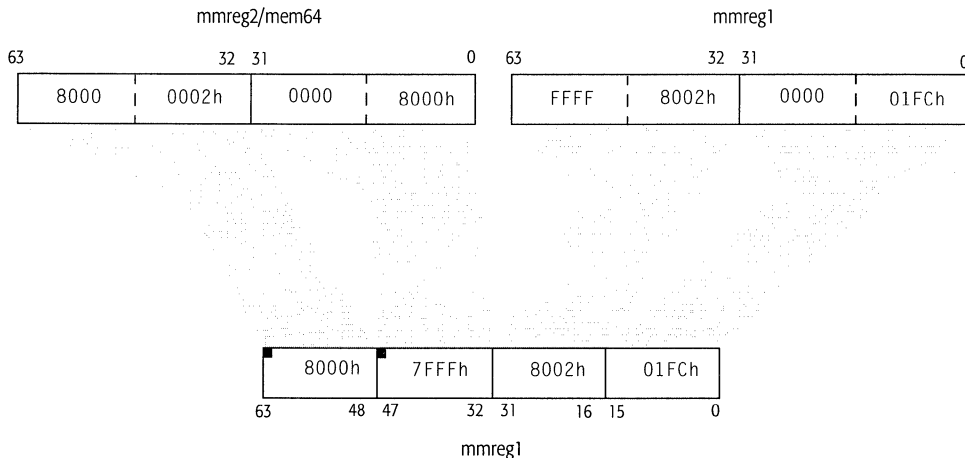 mmreg2/mem64 mmreg1
63 32 31 0 63 32 31 0
8000 0002h 0000 8000h FFFF 8002h 0000 01FCh
8000h 7FFFh 8002h 01FCh
63 48 47 32 31 16 15 0
mmreg1